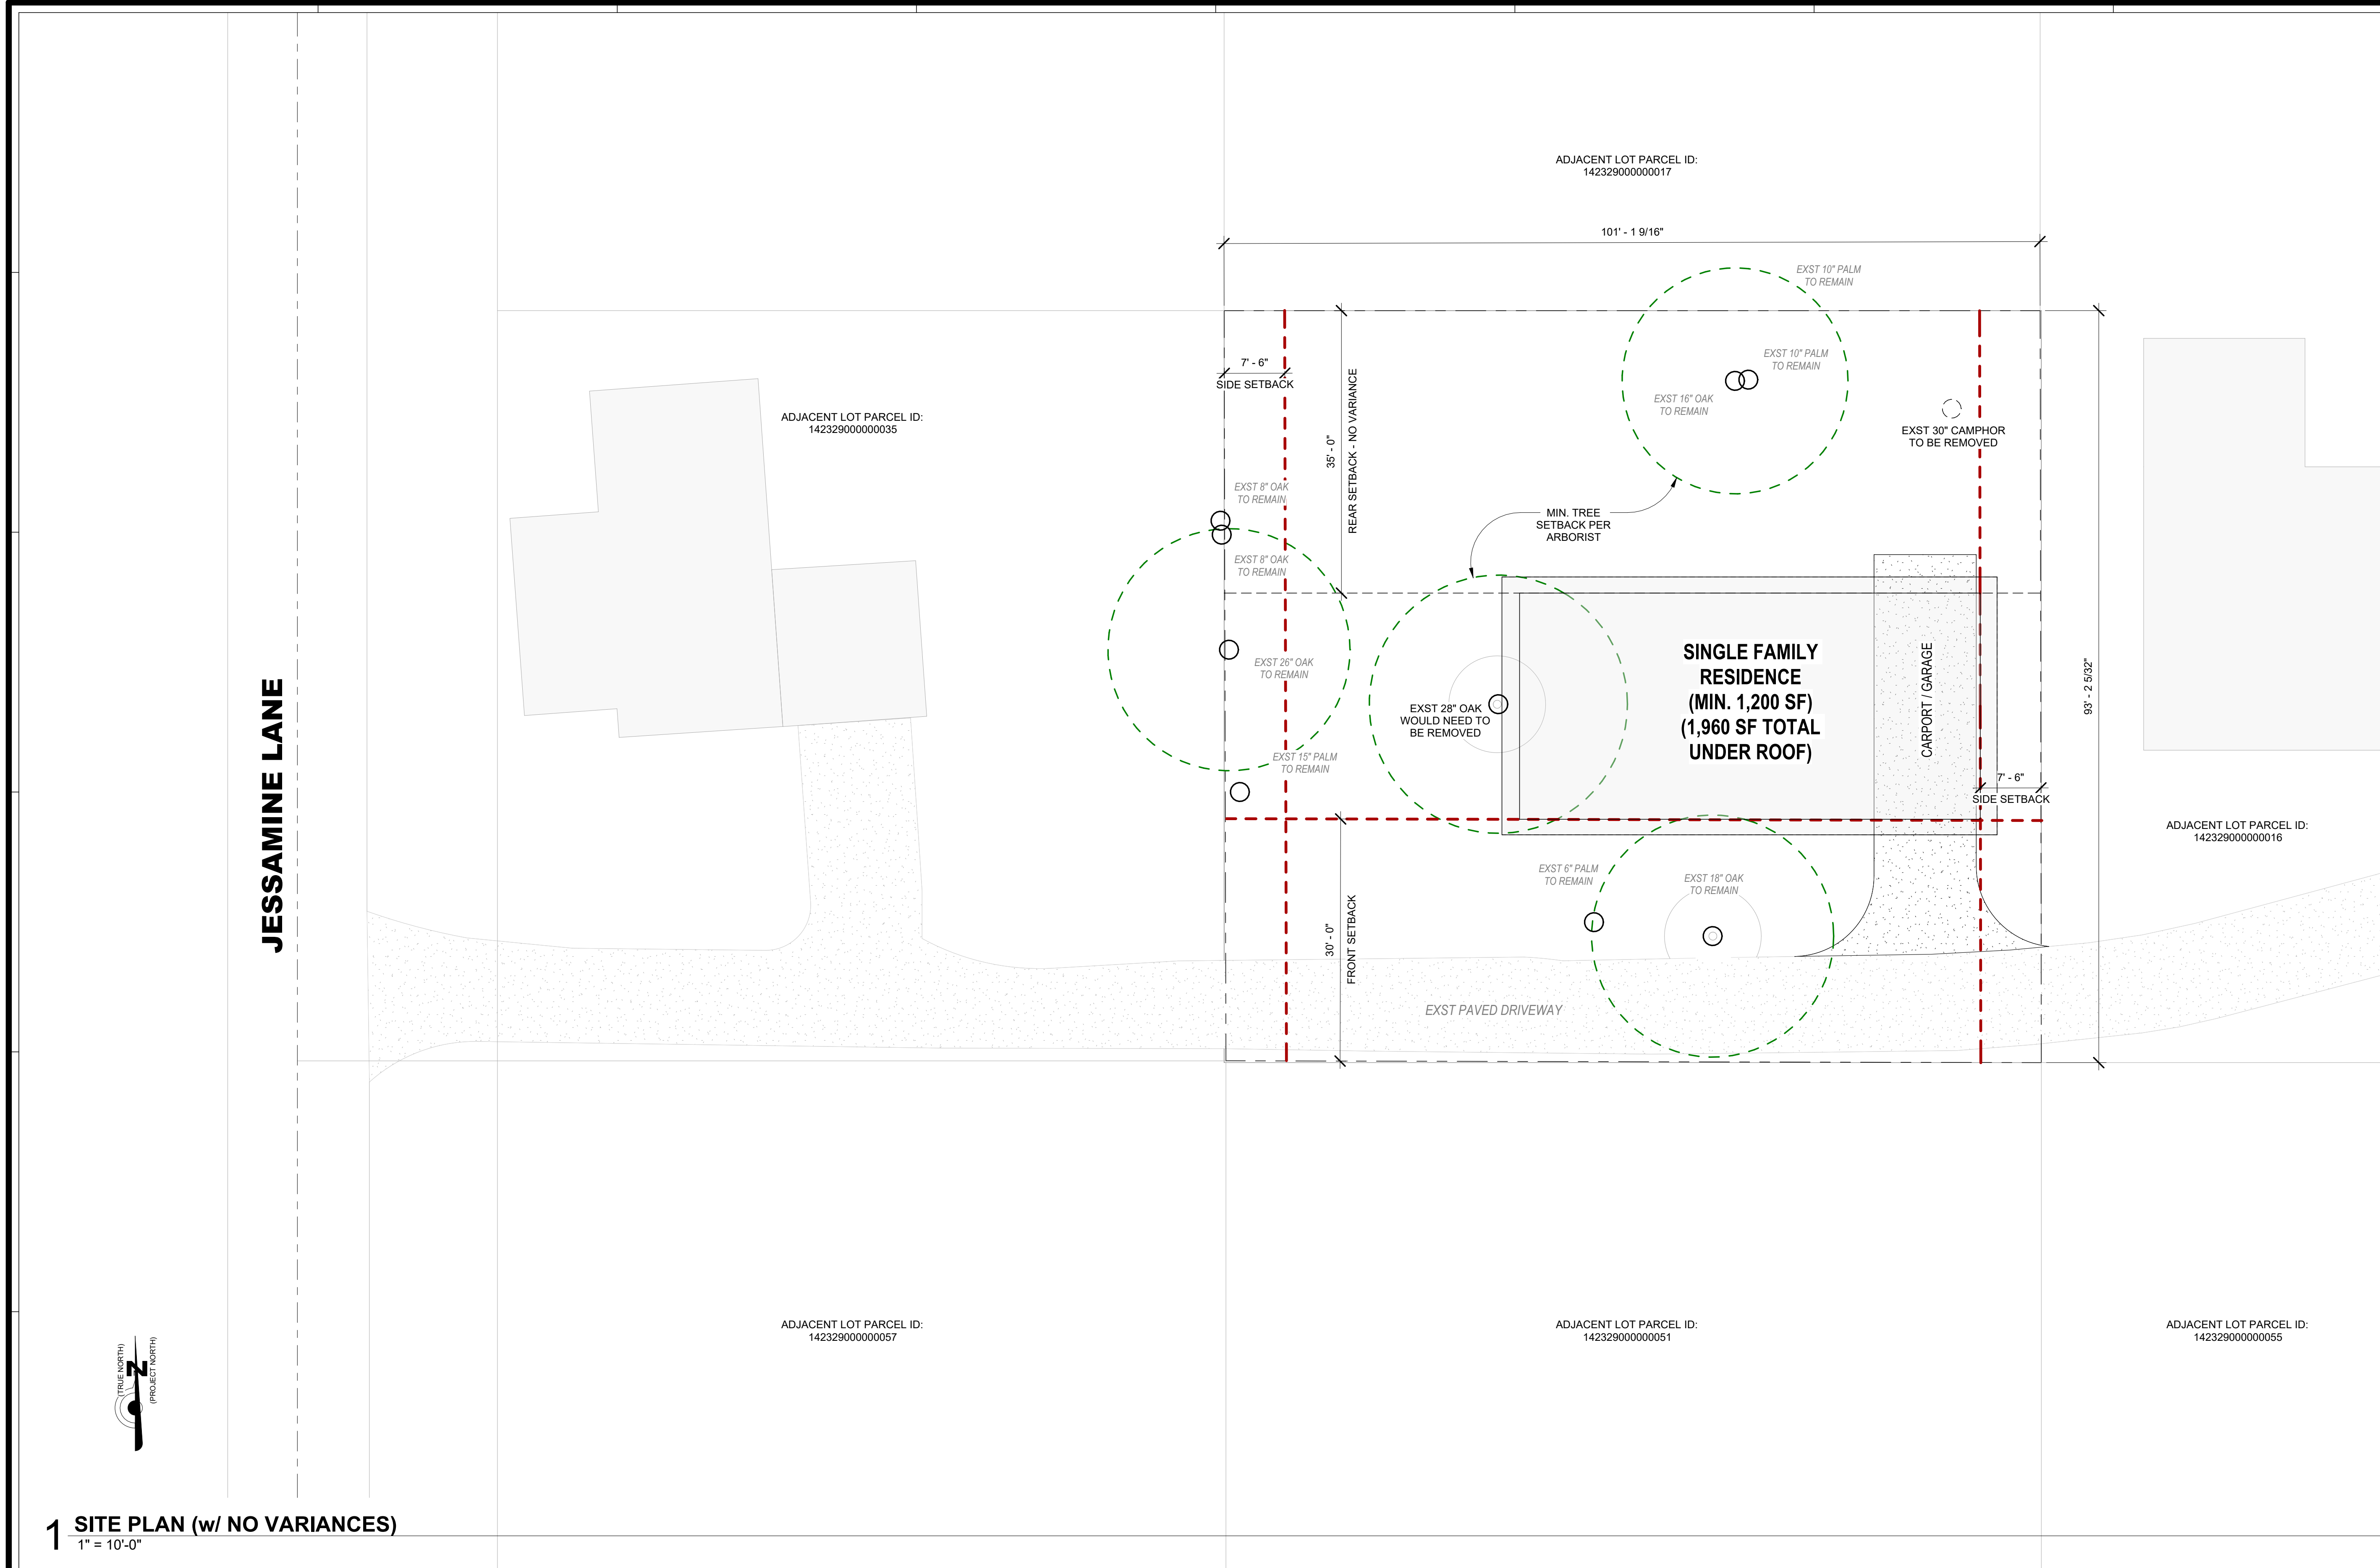 ADJACENT LOT PARCEL ID:
142329000000017
101' - 1 9/16"
EXST 10" PALM
TO REMAIN
EXST 10" PALM
TO REMAIN
EXST 16" OAK
TO REMAIN
7' - 6"
SIDE SETBACK
35' - 0"
REAR SETBACK - NO VARIANCE
ADJACENT LOT PARCEL ID:
142329000000035
EXST 30" CAMPHOR
TO BE REMOVED
EXST 8" OAK
TO REMAIN
MIN. TREE
SETBACK PER
ARBORIST
EXST 8" OAK
TO REMAIN
EXST 26" OAK
TO REMAIN
EXST 28" OAK
WOULD NEED TO
BE REMOVED
SINGLE FAMILY
RESIDENCE
(MIN. 1,200 SF)
(1,960 SF TOTAL
UNDER ROOF)
CARPORT / GARAGE
93' - 2 5/32"
EXST 15" PALM
TO REMAIN
7' - 6"
SIDE SETBACK
JESSAMINE LANE
ADJACENT LOT PARCEL ID:
142329000000016
EXST 6" PALM
TO REMAIN
EXST 18" OAK
TO REMAIN
30' - 0"
FRONT SETBACK
EXST PAVED DRIVEWAY
ADJACENT LOT PARCEL ID:
142329000000057
ADJACENT LOT PARCEL ID:
142329000000051
ADJACENT LOT PARCEL ID:
142329000000055
(TRUE NORTH)
N
(PROJECT NORTH)
1 SITE PLAN (w/ NO VARIANCES)
1" = 10'-0"